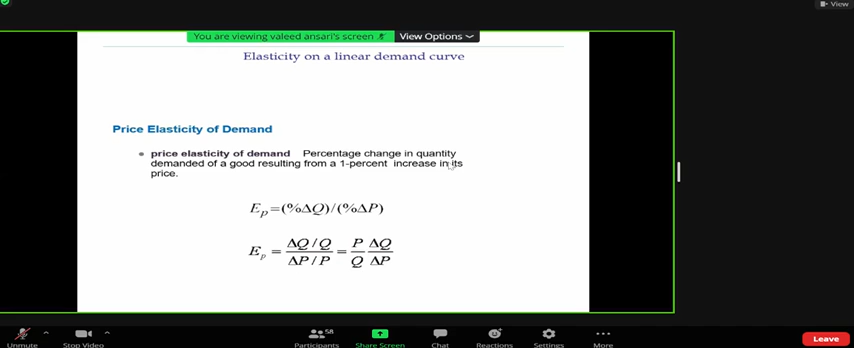 View
You are viewing valeed ansari's screen
View Options
Elasticity on a linear demand curve
Price Elasticity of Demand
• price elasticity of demand Percentage change in quantity
demanded of a good resulting from a 1-percent increase in its
price.
E_p=(%ΔQ)/(%ΔP)
E_p = (ΔQ/Q)/(ΔP/P) = (P/Q)(ΔQ/ΔP)
58
Unmute
Stop Video
Participants
Share Screen
Chat
Reactions
Settings
More
Leave